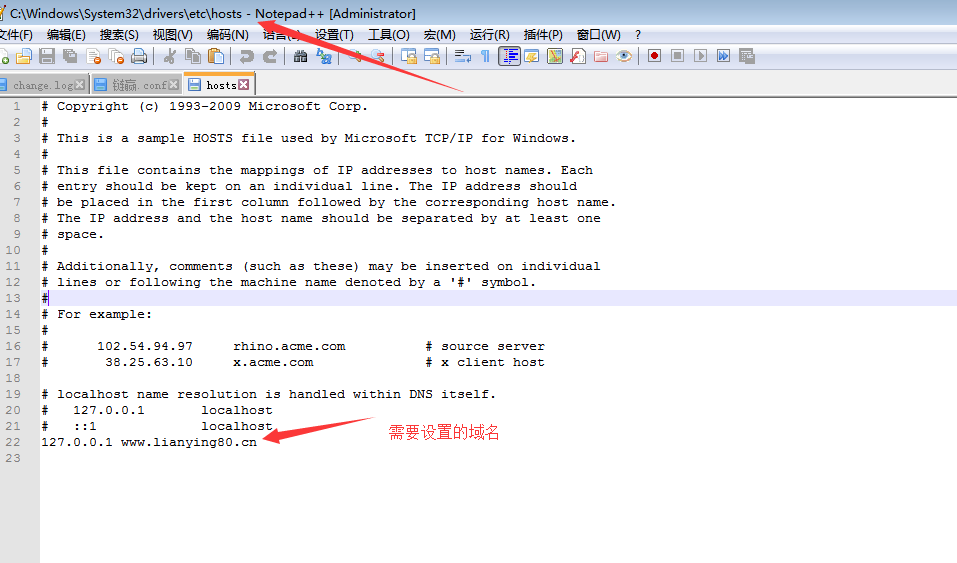 C:\Windows\System32\drivers\etc\hosts - Notepad++ [Administrator]
文件(F) 编辑(E) 搜索(S) 视图(V) 编码(N) 设置(T) 工具(O) 宏(M) 运行(R) 插件(P) 窗口(W) ?
change.log 链赢.conf hosts
1 # Copyright (c) 1993-2009 Microsoft Corp.
2 #
3 # This is a sample HOSTS file used by Microsoft TCP/IP for Windows.
4 #
5 # This file contains the mappings of IP addresses to host names. Each
6 # entry should be kept on an individual line. The IP address should
7 # be placed in the first column followed by the corresponding host name.
8 # The IP address and the host name should be separated by at least one
9 # space.
10 #
11 # Additionally, comments (such as these) may be inserted on individual
12 # lines or following the machine name denoted by a '#' symbol.
13 #
14 # For example:
15 #
16 # 102.54.94.97 rhino.acme.com # source server
17 # 38.25.63.10 x.acme.com # x client host
18
19 # localhost name resolution is handled within DNS itself.
20 # 127.0.0.1 localhost
21 # ::1 localhost
22 127.0.0.1 www.lianying80.cn
需要设置的域名
23